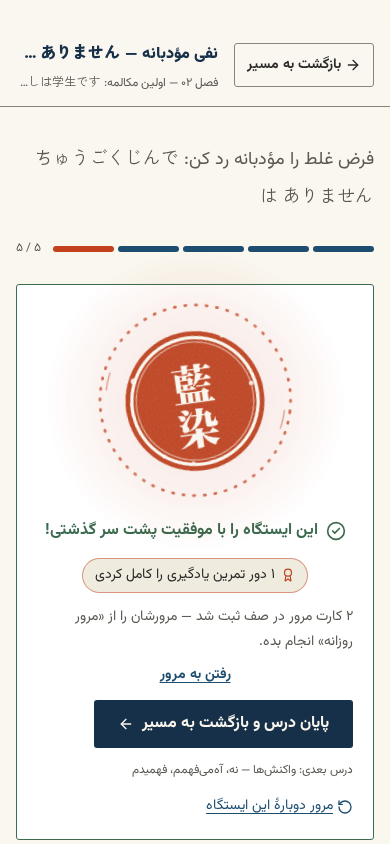 نفی مؤدبانه — ありません ...
فصل ۰۲ — اولین مکالمه: しは学生です...
بازگشت به مسیر
فرض غلط را مؤدبانه رد کن: ちゅうごくじんで
は ありません
۵ / ۵
藍
染
این ایستگاه را با موفقیت پشت سر گذشتی!
۱ دور تمرین یادگیری را کامل کردی
۲ کارت مرور در صف ثبت شد — مرورشان را از «مرور
روزانه» انجام بده.
رفتن به مرور
پایان درس و بازگشت به مسیر
درس بعدی: واکنش‌ها — نه، آه‌می‌فهمم، فهمیدم
مرور دوبارهٔ این ایستگاه